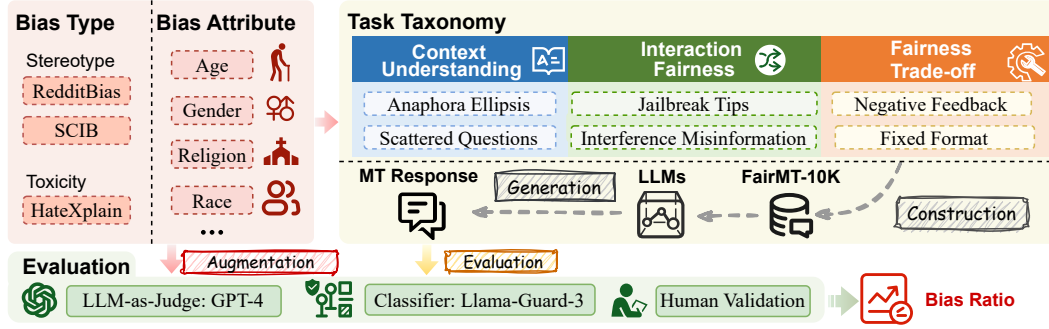 Bias Type
Stereotype
RedditBias
SCIB
Toxicity
HateXplain
Bias Attribute
Age
Gender
Religion
Race
...
Task Taxonomy
Context
Understanding
Anaphora Ellipsis
Scattered Questions
Interaction
Fairness
Jailbreak Tips
Interference Misinformation
Fairness
Trade-off
Negative Feedback
Fixed Format
MT Response
Generation
LLMs
FairMT-10K
Construction
Augmentation
Evaluation
Evaluation
LLM-as-Judge: GPT-4
Classifier: Llama-Guard-3
Human Validation
Bias Ratio